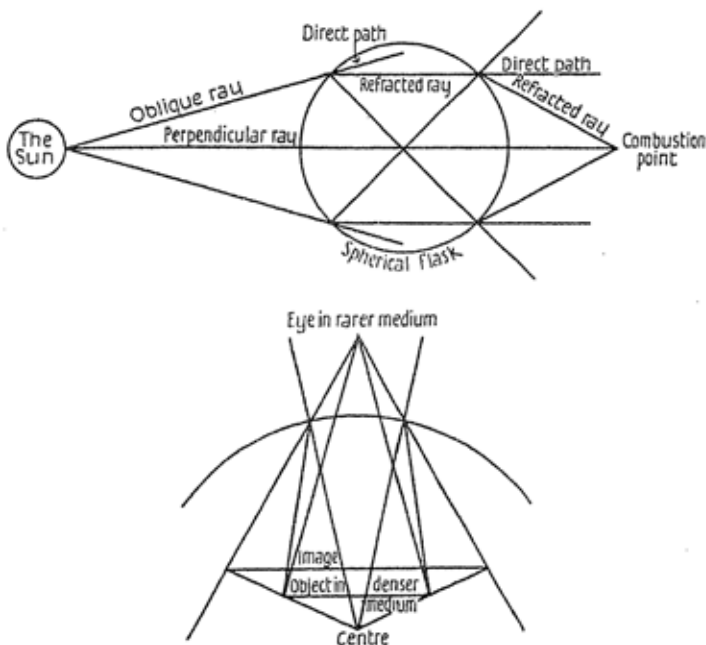 Direct path
Direct path
Oblique ray
Refracted ray
Refracted ray
The
Sun
Perpendicular ray
Combustion
point
Spherical flask
Eye in rarer medium
Image
Object in denser
medium
Centre